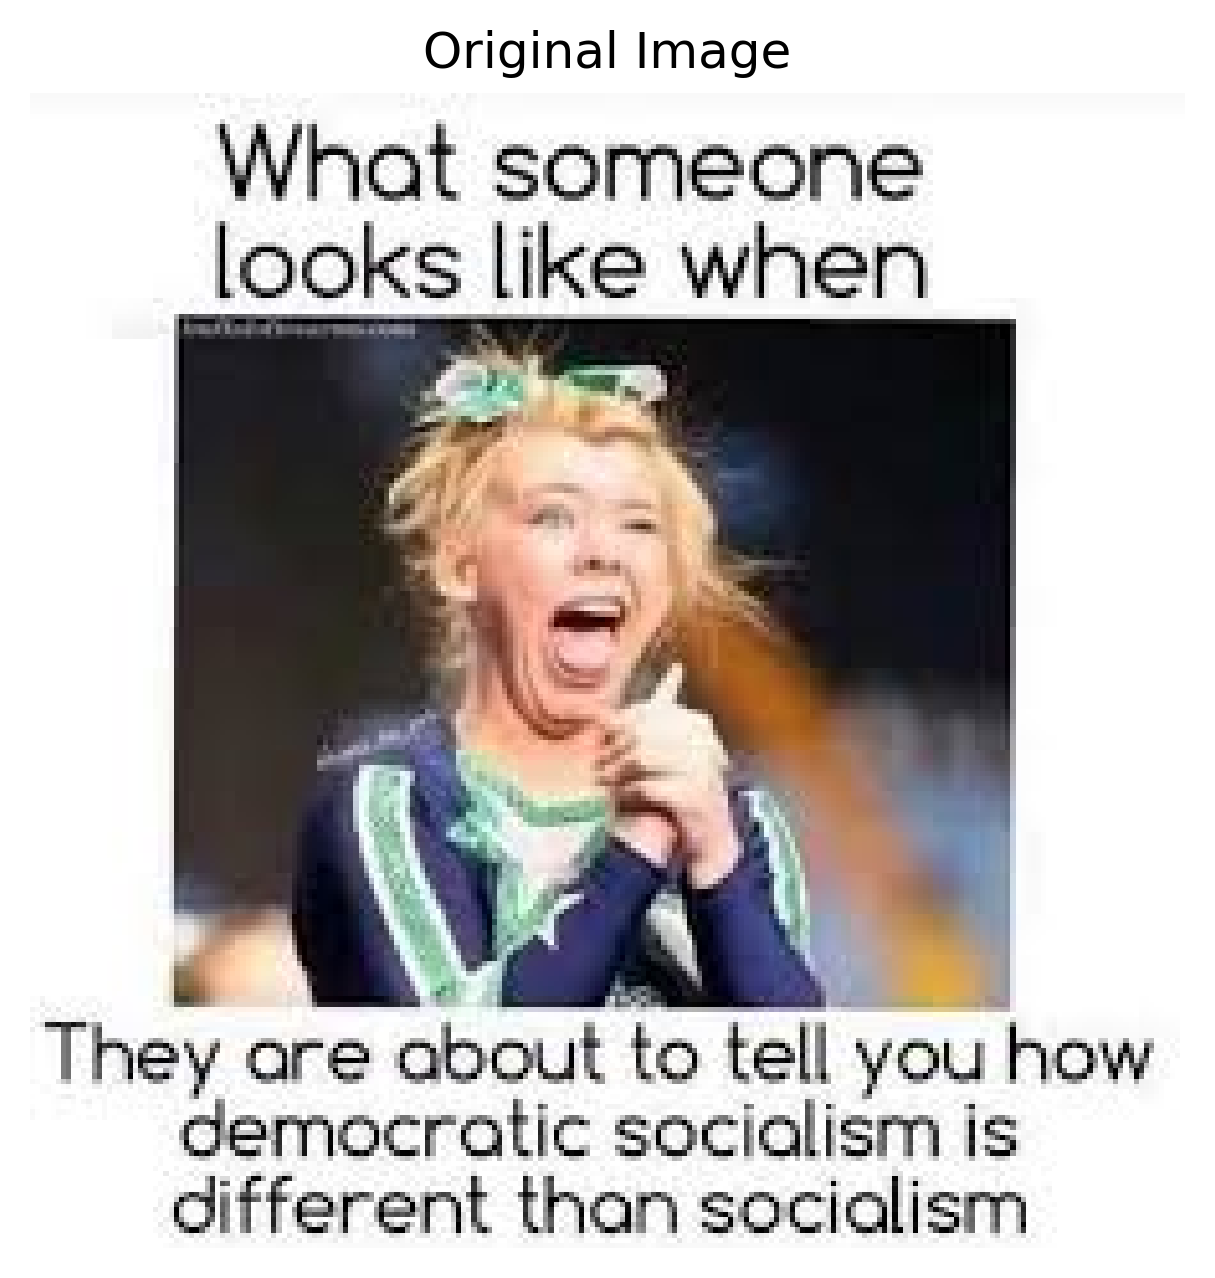 Original Image
What someone
looks like when
They are about to tell you how
democratic socialism is
different than socialism